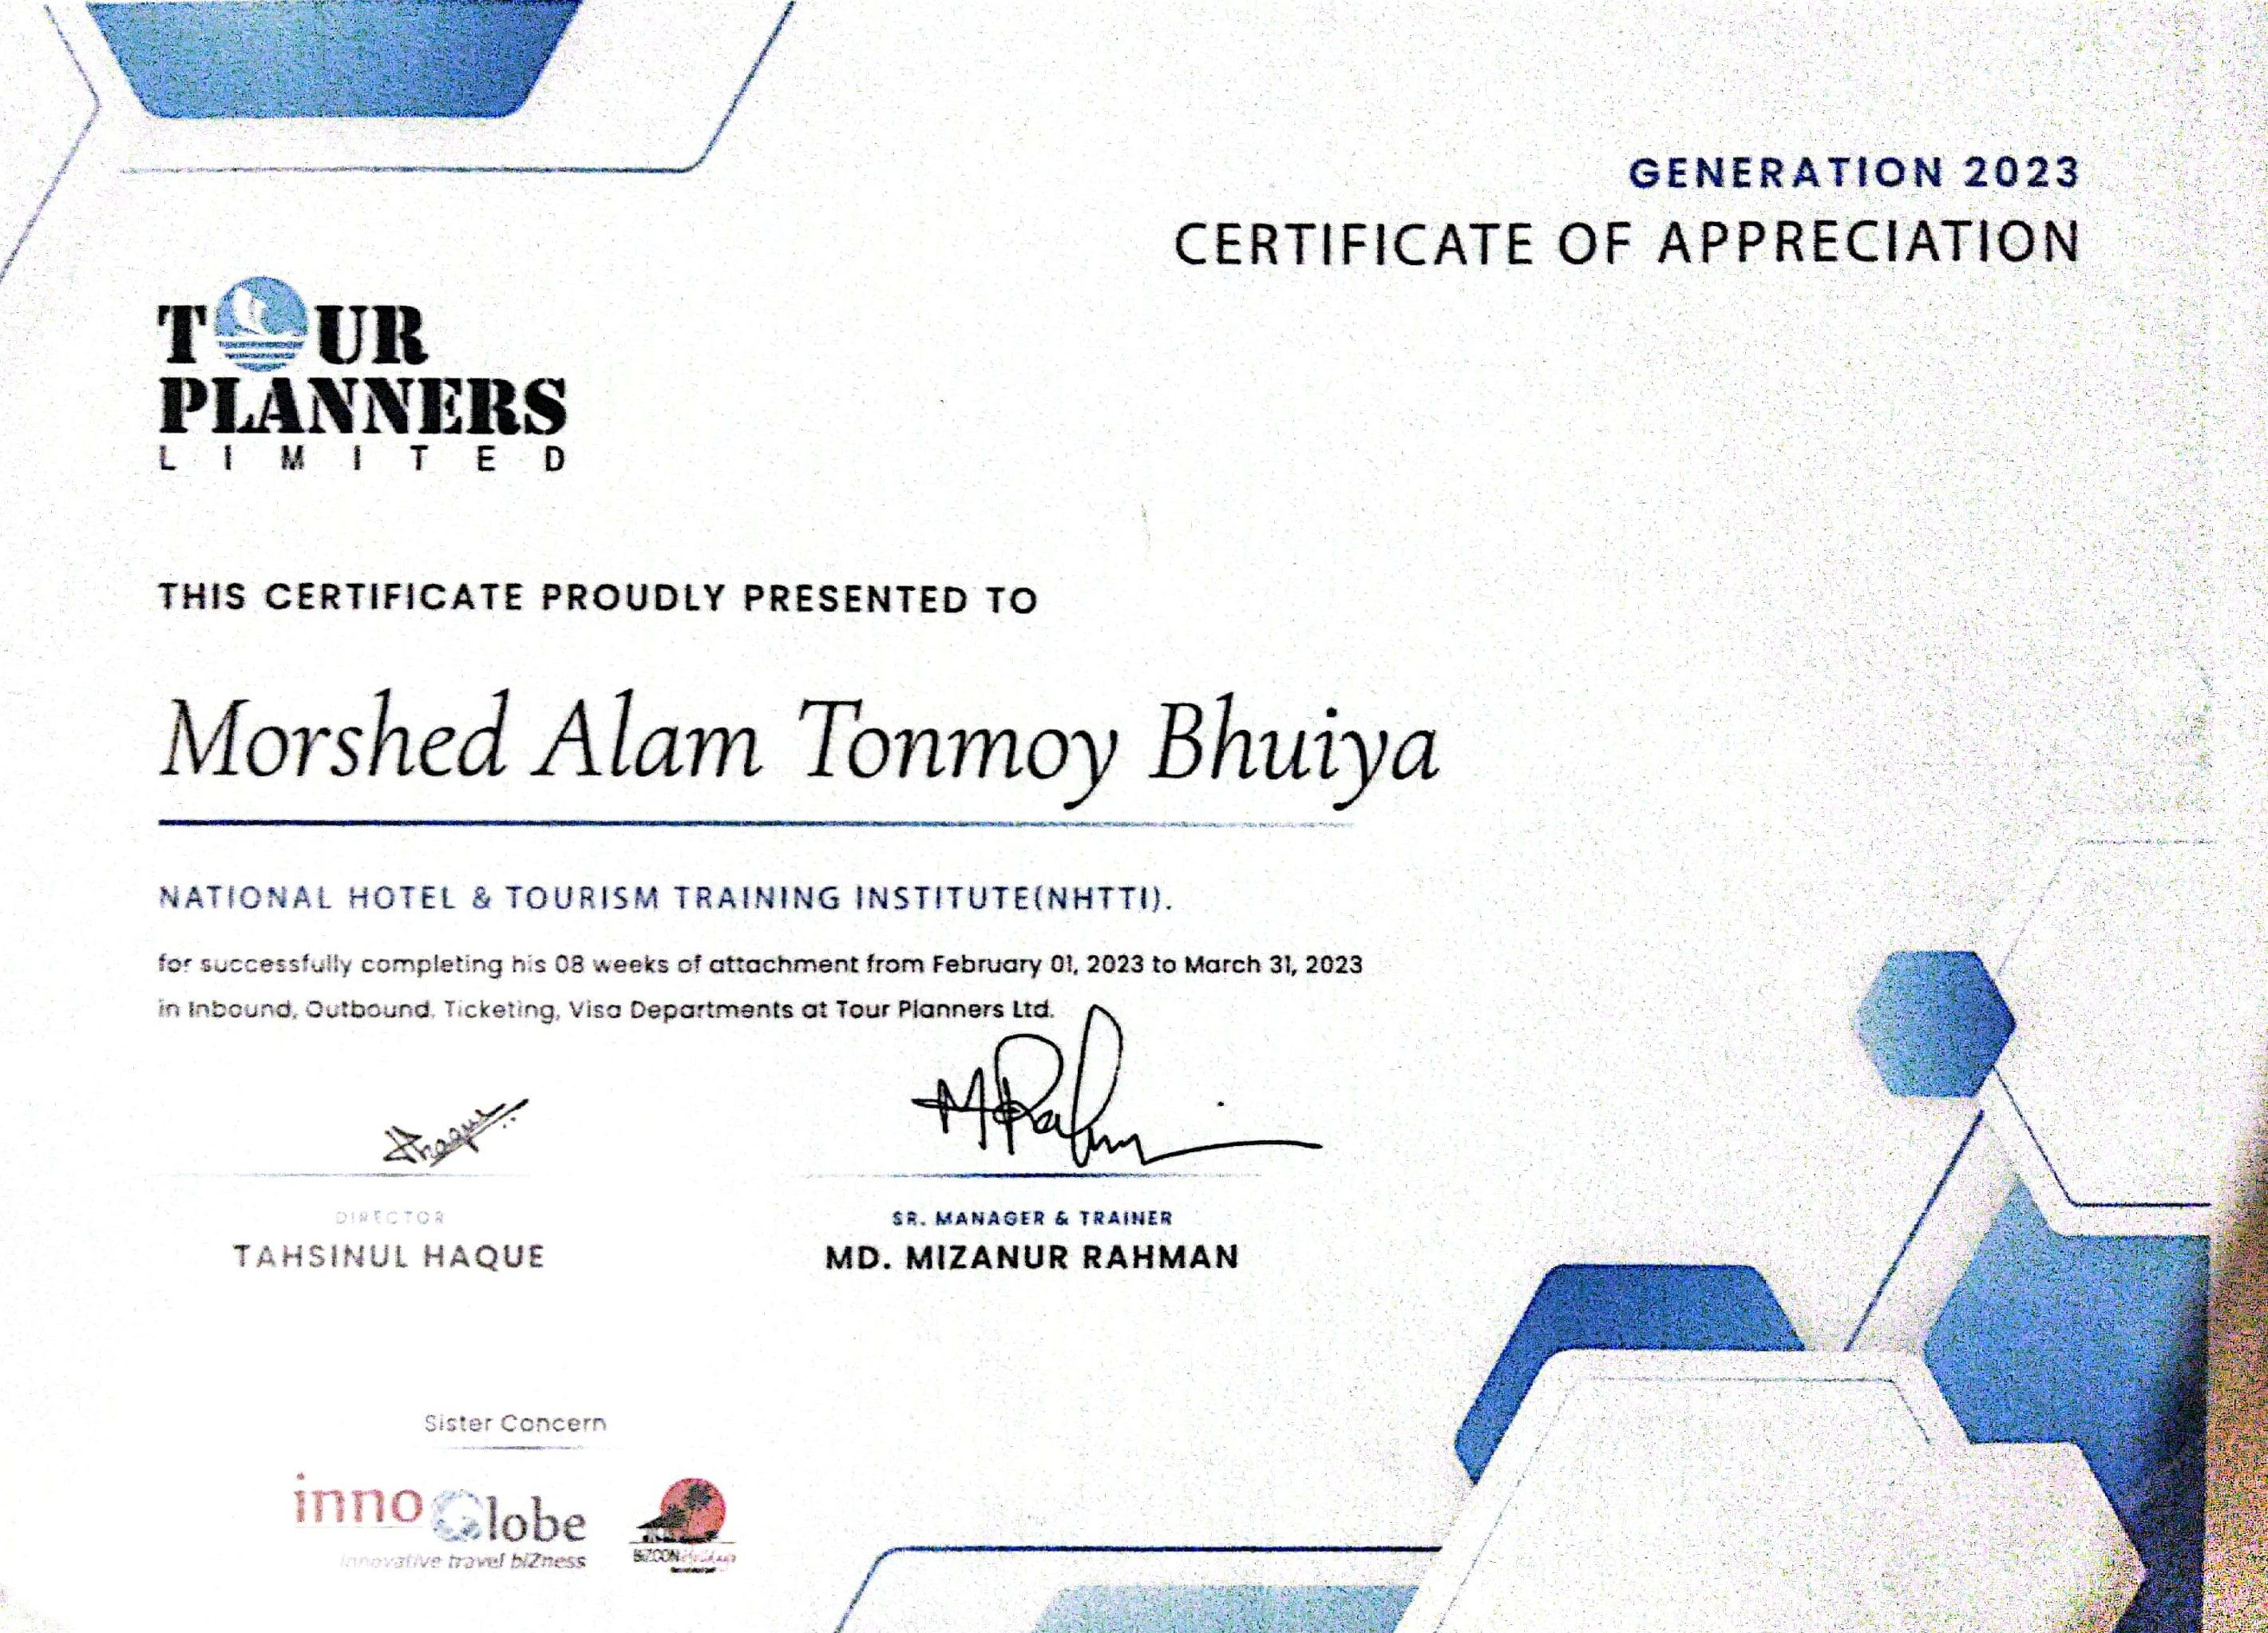 GENERATION 2023
CERTIFICATE OF APPRECIATION
TOUR
PLANNERS
LIMITED
THIS CERTIFICATE PROUDLY PRESENTED TO
Morshed Alam Tonmoy Bhuiya
NATIONAL HOTEL & TOURISM TRAINING INSTITUTE(NHTTI).
for successfully completing his 08 weeks of attachment from February 01, 2023 to March 31, 2023
in Inbound, Outbound, Ticketing, Visa Departments at Tour Planners Ltd.
DIRECTOR
TAHSINUL HAQUE
SR. MANAGER & TRAINER
MD. MIZANUR RAHMAN
Sister Concern
inno Globe
innovative travel biZness
BIZCON